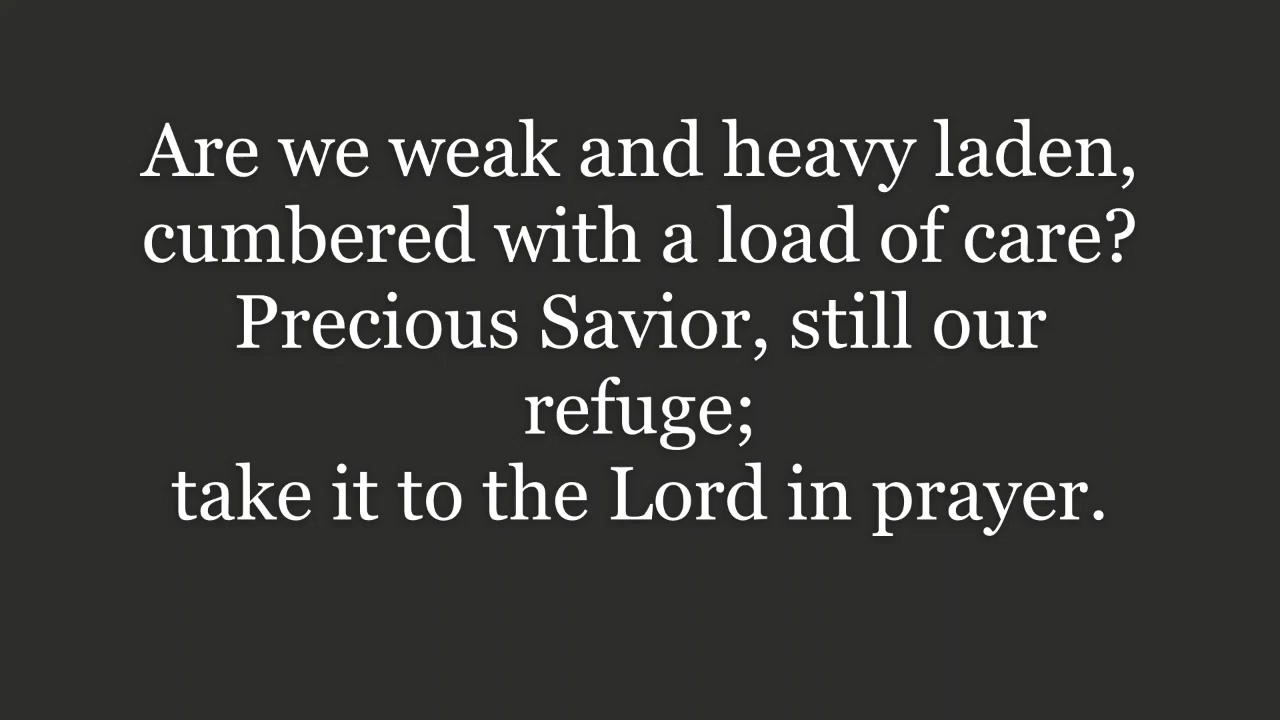 Are we weak and heavy laden,
cumbered with a load of care?
Precious Savior, still our
refuge;
take it to the Lord in prayer.